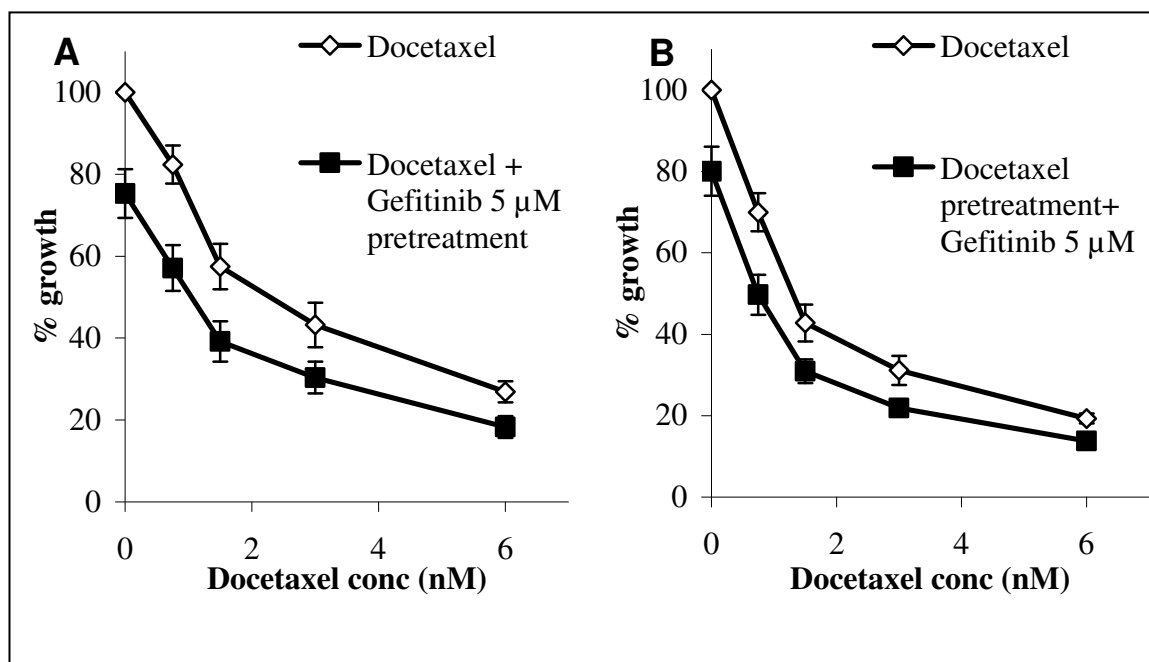 A
Docetaxel
Docetaxel +
Gefitinib 5 µM
pretreatment
% growth
100
80
60
40
20
0
0 2 4 6
Docetaxel conc (nM)
B
Docetaxel
Docetaxel
pretreatment+
Gefitinib 5 µM
% growth
100
80
60
40
20
0
0 2 4 6
Docetaxel conc (nM)